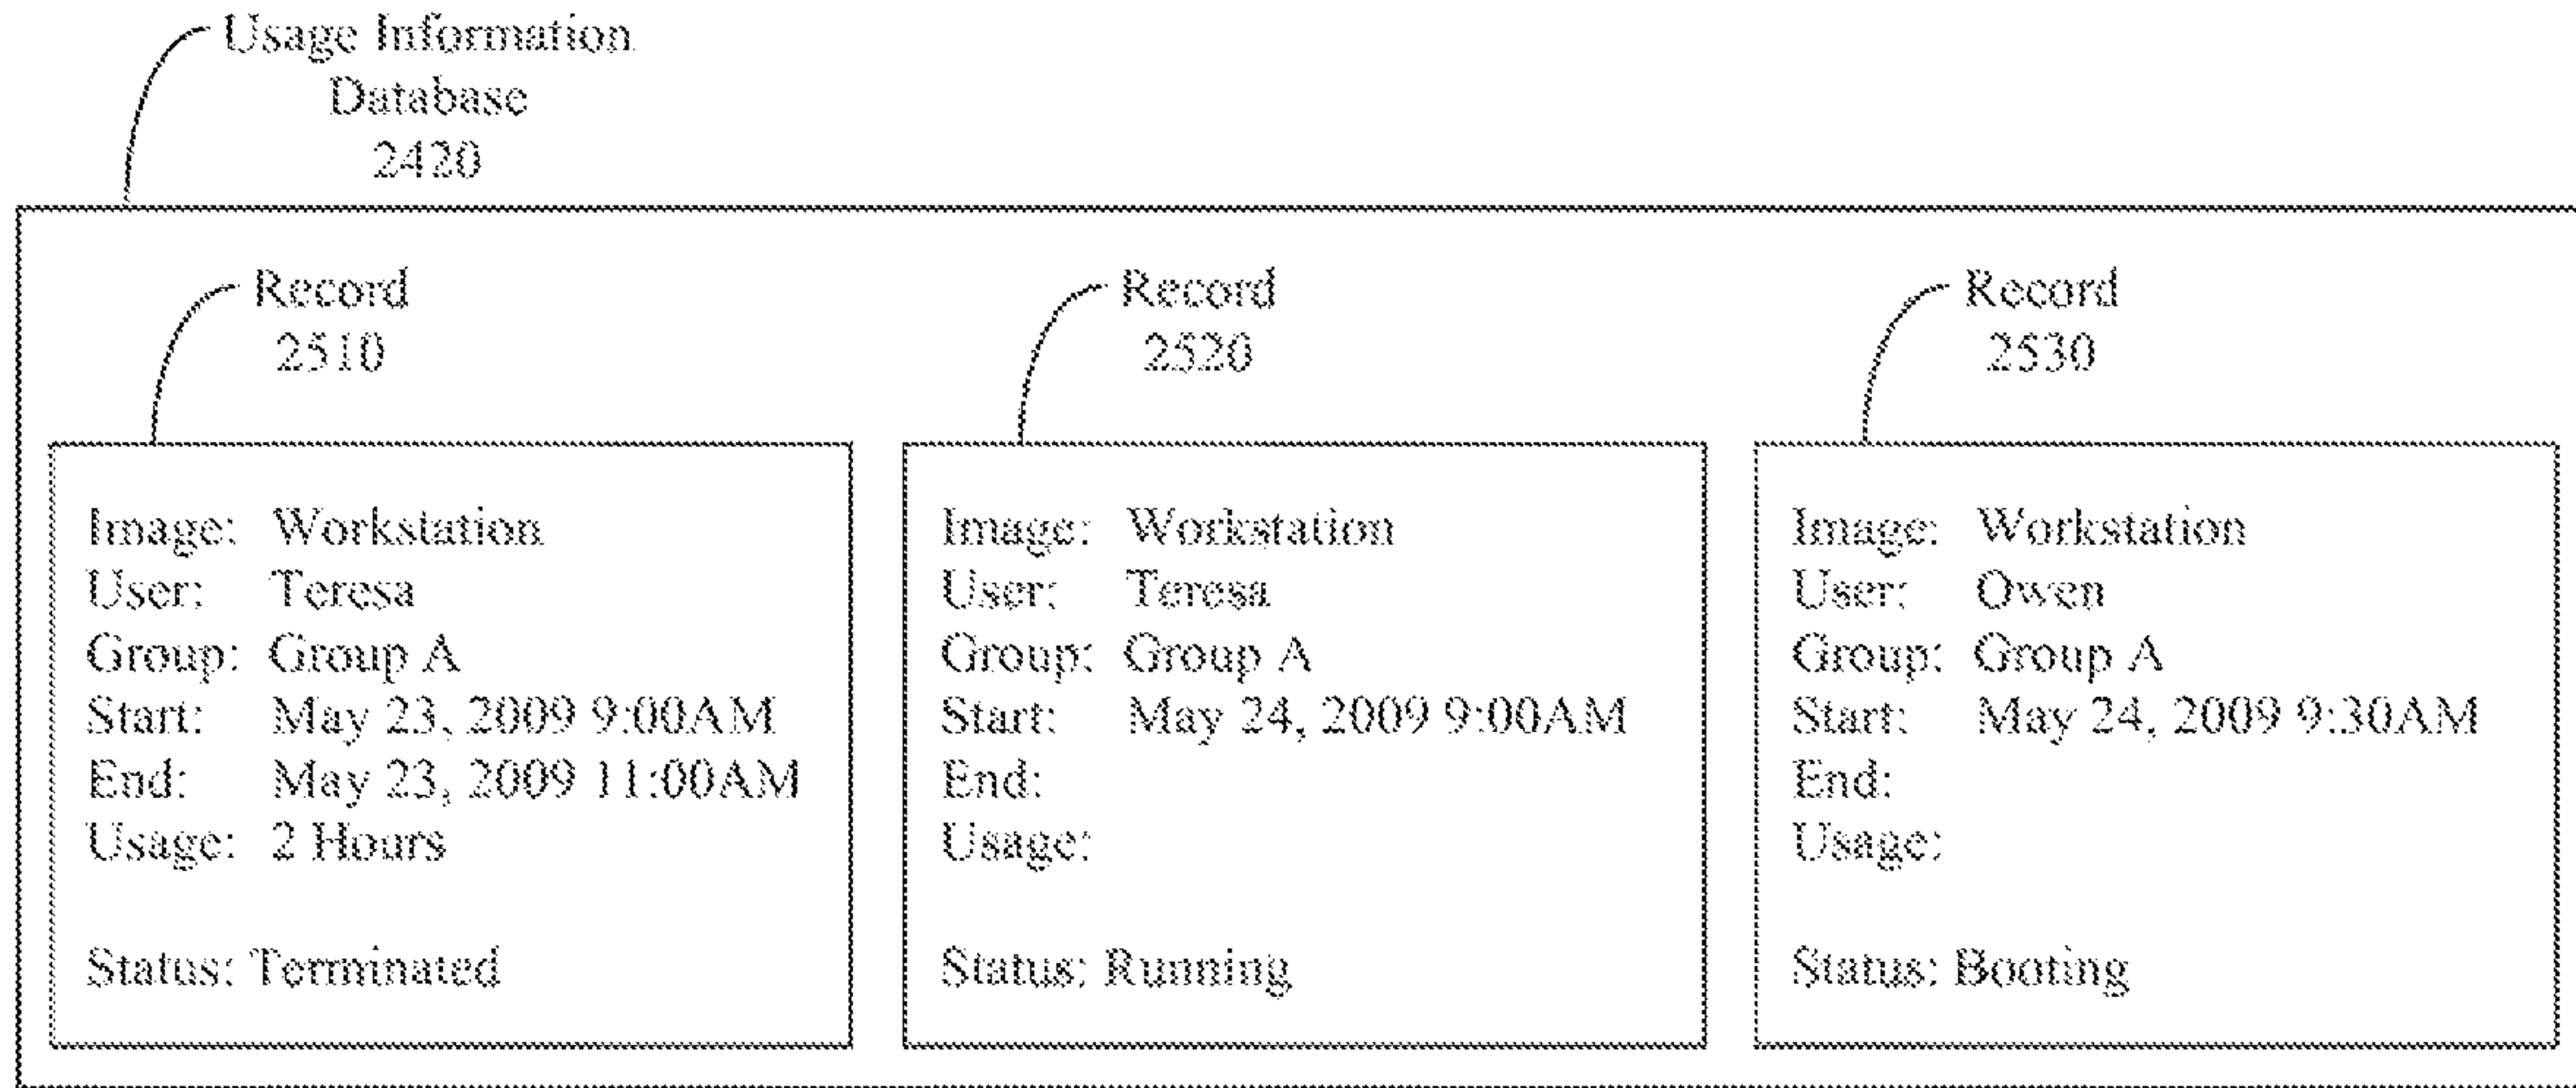 Usage Information
Database
2420
Record
2510
Record
2520
Record
2530
Image: Workstation
User: Teresa
Group: Group A
Start: May 23, 2009 9:00AM
End: May 23, 2009 11:00AM
Usage: 2 Hours
Status: Terminated
Image: Workstation
User: Teresa
Group: Group A
Start: May 24, 2009 9:00AM
End:
Usage:
Status: Running
Image: Workstation
User: Owen
Group: Group A
Start: May 24, 2009 9:30AM
End:
Usage:
Status: Booting